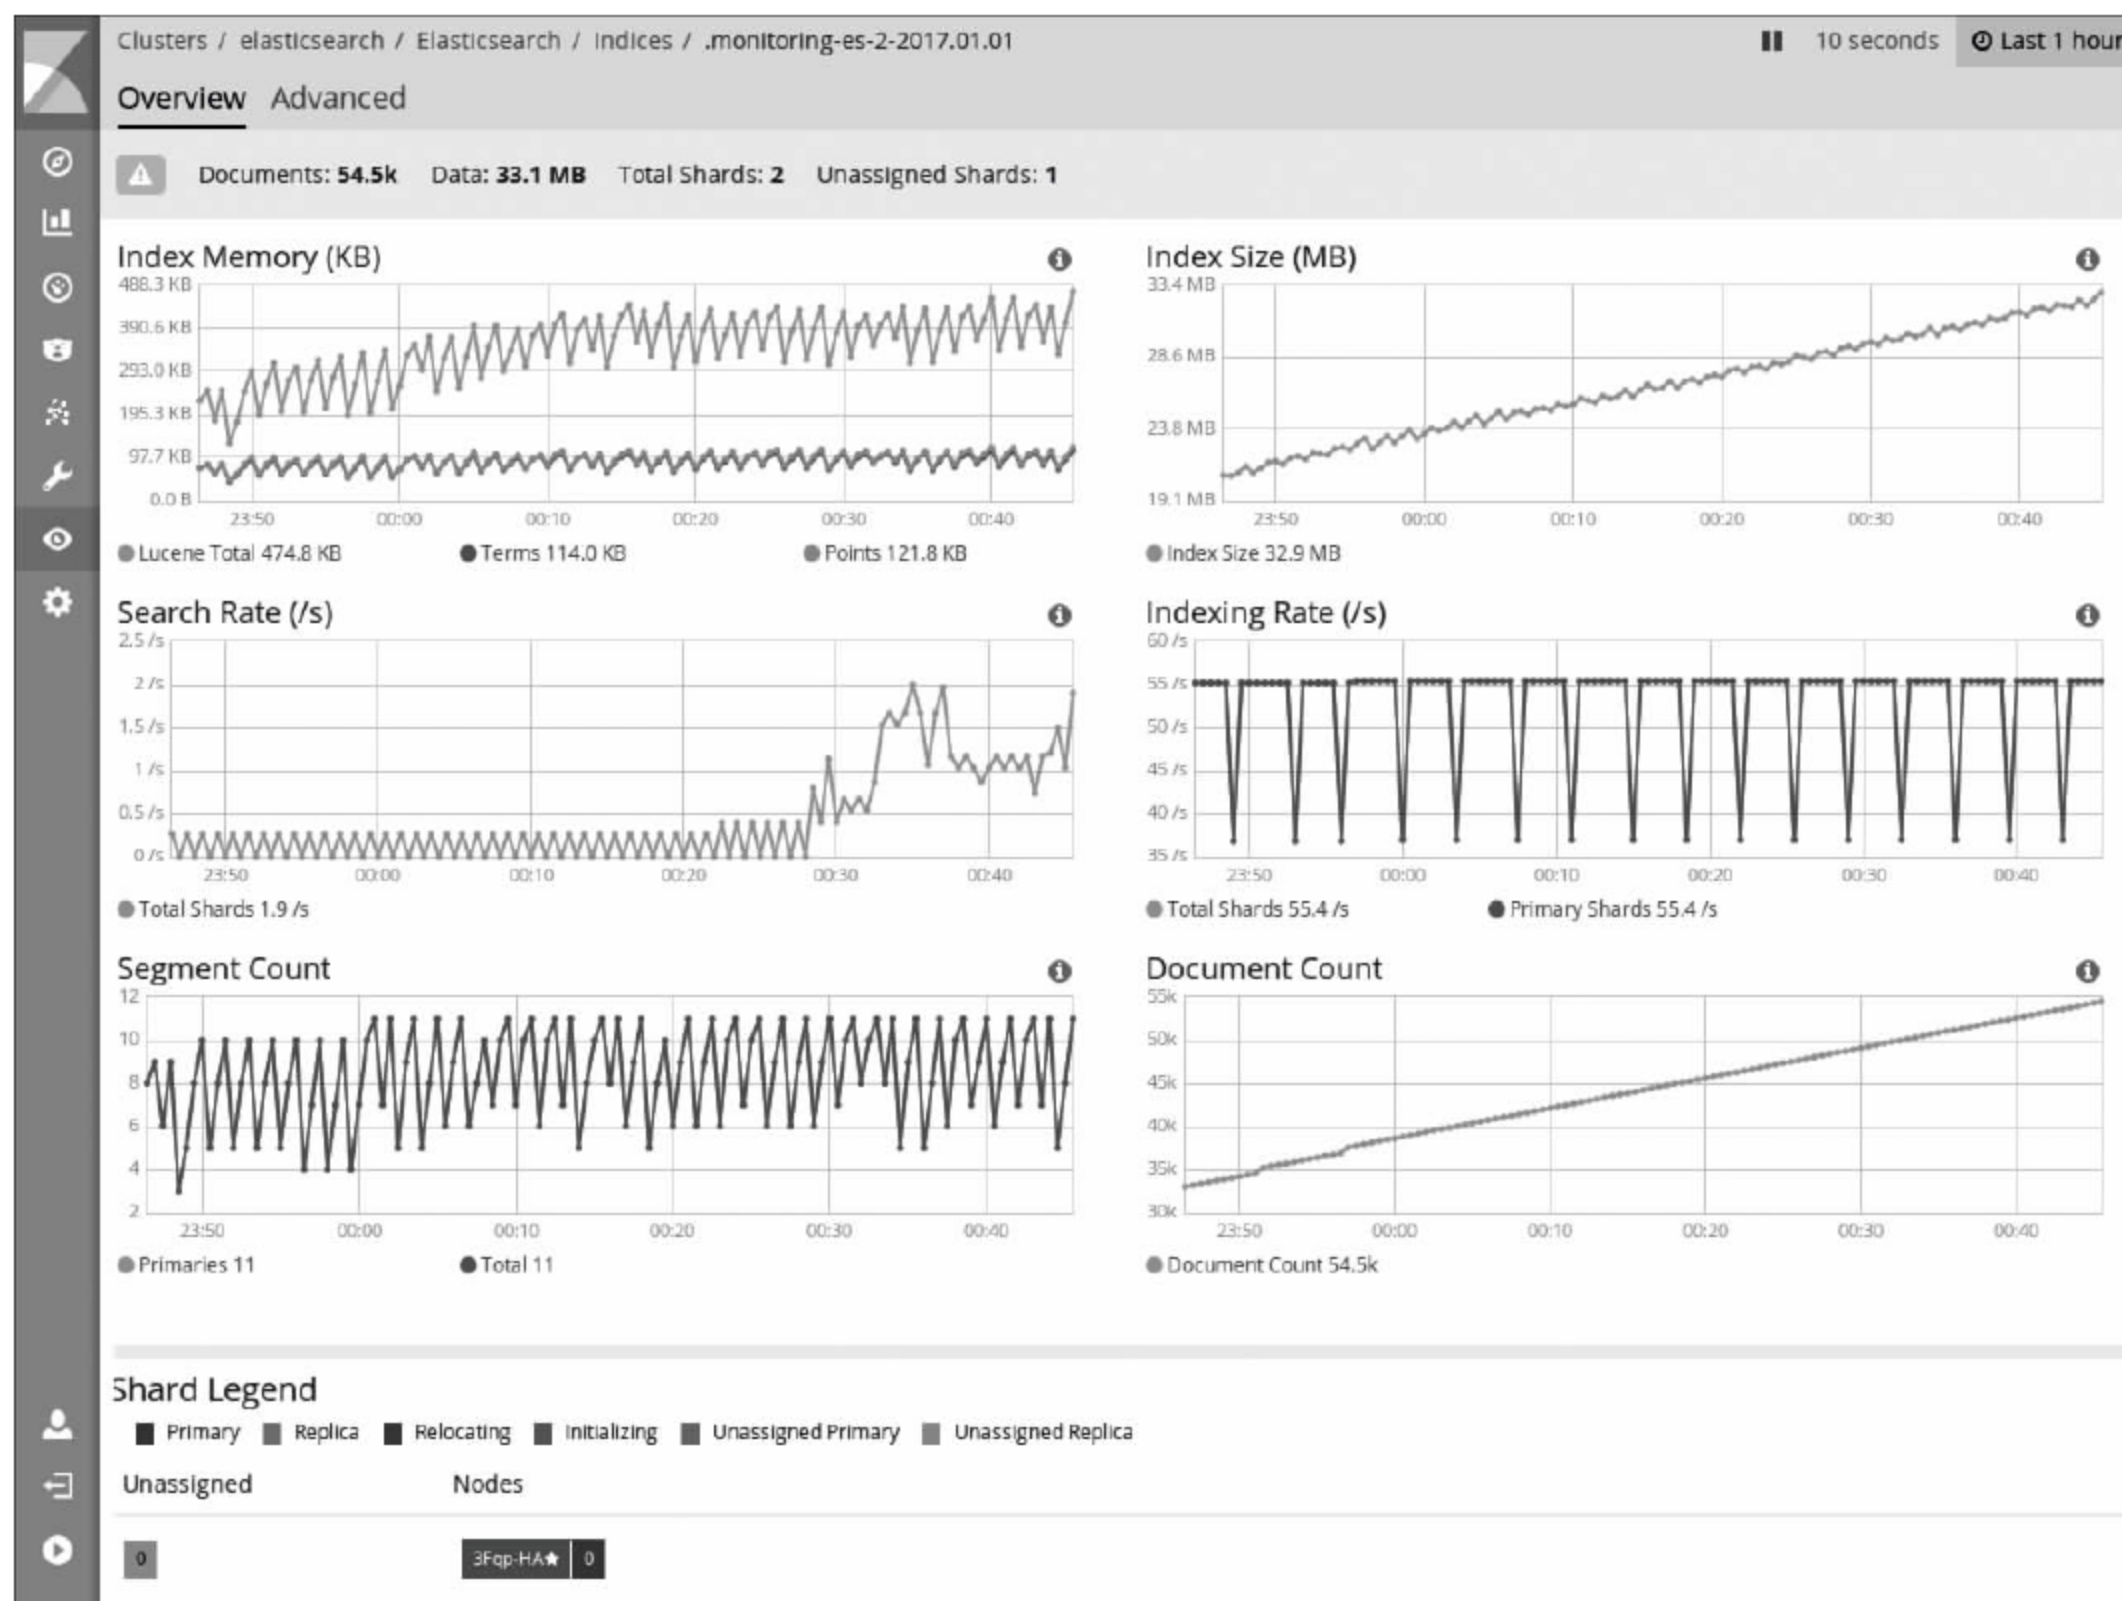 Clusters / elasticsearch / Elasticsearch / Indices / .monitoring-es-2-2017.01.01
10 seconds
Last 1 hour
Overview Advanced
Documents: 54.5k Data: 33.1 MB Total Shards: 2 Unassigned Shards: 1
Index Memory (KB)
488.3 KB
390.6 KB
293.0 KB
195.3 KB
97.7 KB
0.0 B
23:50 00:00 00:10 00:20 00:30 00:40
Lucene Total 474.8 KB Terms 114.0 KB Points 121.8 KB
Index Size (MB)
33.4 MB
28.6 MB
23.8 MB
19.1 MB
23:50 00:00 00:10 00:20 00:30 00:40
Index Size 32.9 MB
Search Rate (/s)
2.5 /s
2 /s
1.5 /s
1 /s
0.5 /s
0 /s
23:50 00:00 00:10 00:20 00:30 00:40
Total Shards 1.9 /s
Indexing Rate (/s)
60 /s
55 /s
50 /s
45 /s
40 /s
35 /s
23:50 00:00 00:10 00:20 00:30 00:40
Total Shards 55.4 /s Primary Shards 55.4 /s
Segment Count
12
10
8
6
4
2
23:50 00:00 00:10 00:20 00:30 00:40
Primaries 11 Total 11
Document Count
55k
50k
45k
40k
35k
30k
23:50 00:00 00:10 00:20 00:30 00:40
Document Count 54.5k
Shard Legend
Primary Replica Relocating Initializing Unassigned Primary Unassigned Replica
Unassigned Nodes
0 3Fqp-HA★ 0